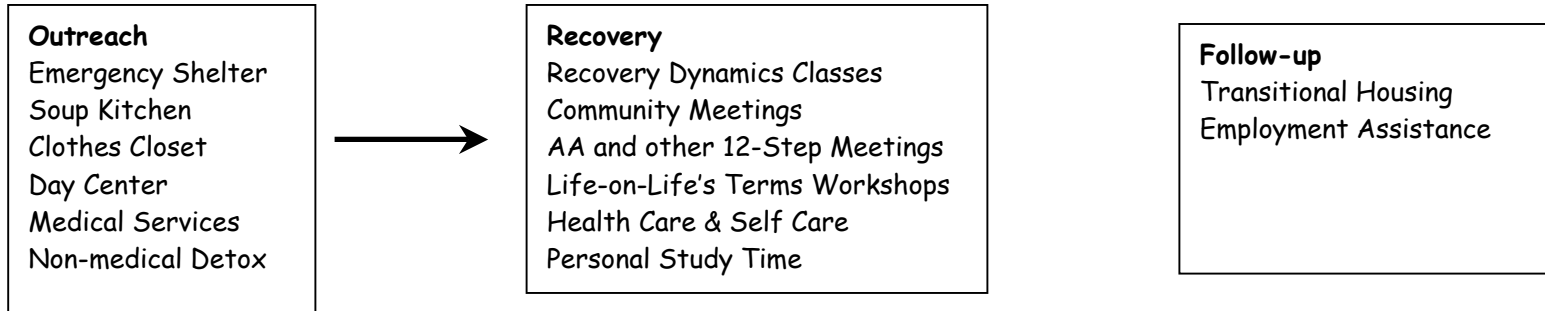 Outreach
Emergency Shelter
Soup Kitchen
Clothes Closet
Day Center
Medical Services
Non-medical Detox
Recovery
Recovery Dynamics Classes
Community Meetings
AA and other 12-Step Meetings
Life-on-Life’s Terms Workshops
Health Care & Self Care
Personal Study Time
Follow-up
Transitional Housing
Employment Assistance